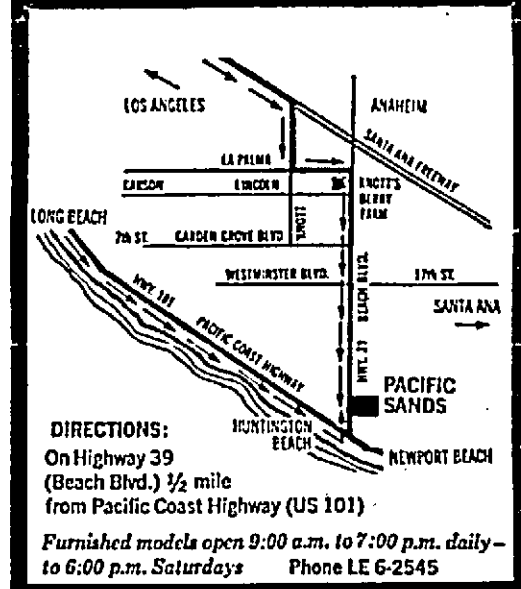 LOS ANGELES
ANAHEIM
SANTA ANA FREEWAY
LA PALMA
CARSON LINCOLN
KNOTT'S
BERRY
FARM
LONG BEACH
KNOTT
7th ST. GARDEN GROVE BLVD
WESTMINSTER BLVD. 17th ST.
HWY. 101
PACIFIC COAST HIGHWAY
BEACH BLVD.
HWY. 39
SANTA ANA
PACIFIC
SANDS
HUNTINGTON
BEACH
NEWPORT BEACH
DIRECTIONS:
On Highway 39
(Beach Blvd.) ½ mile
from Pacific Coast Highway (US 101)
Furnished models open 9:00 a.m. to 7:00 p.m. daily–
to 6:00 p.m. Saturdays Phone LE 6-2545